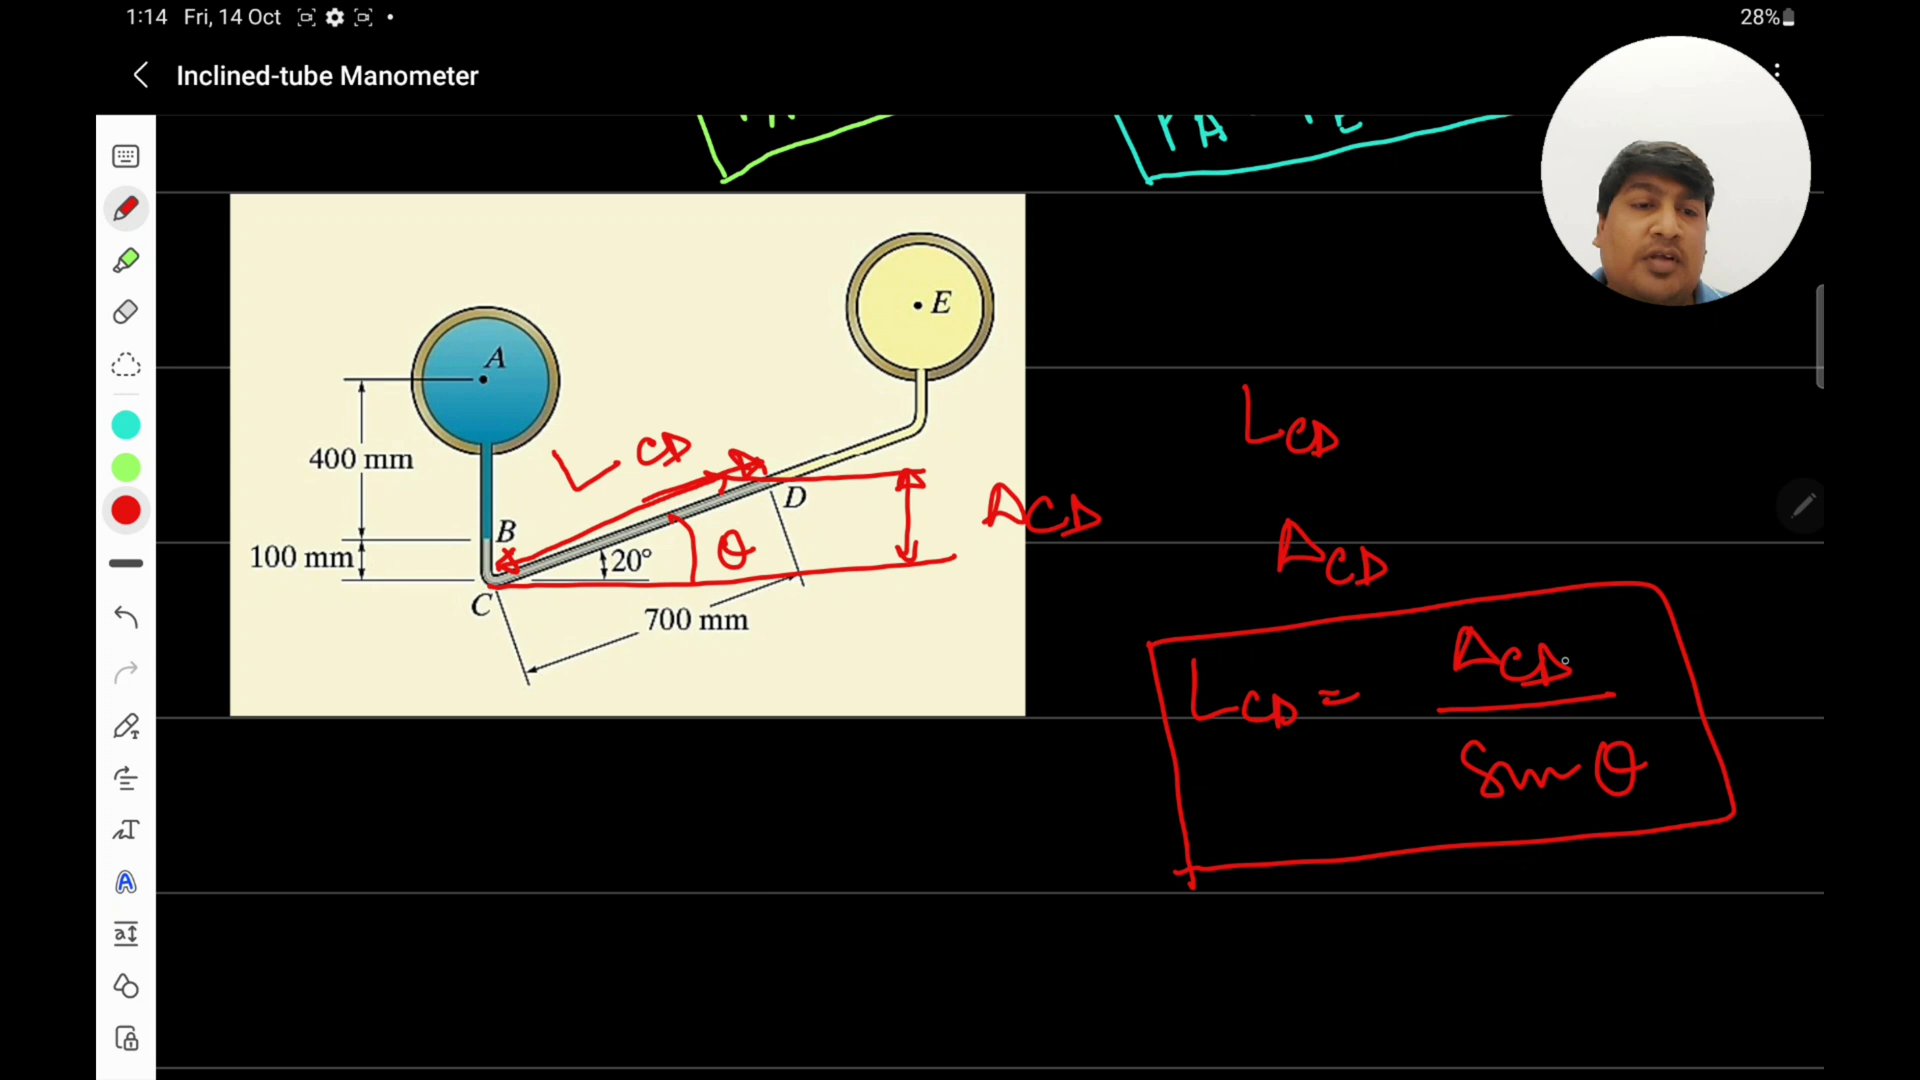 1:14 Fri, 14 Oct
28%
Inclined-tube Manometer
PA
E
A
E
400 mm
LCD
LCD
D
ΔCD
B
100 mm
20°
θ
ΔCD
C
700 mm
LCD = ΔCD
sin θ